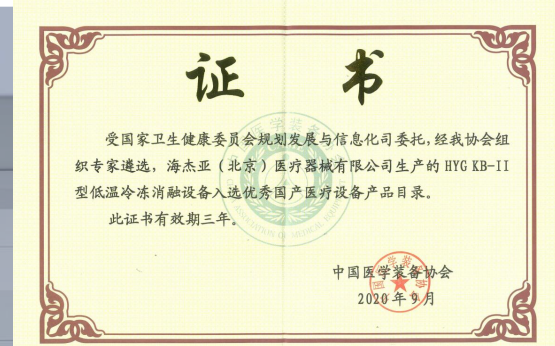 证 书
受国家卫生健康委员会规划发展与信息化司委托,经我协会组
织专家遴选,海杰亚(北京)医疗器械有限公司生产的 HYG KB-II
型低温冷冻消融设备入选优秀国产医疗设备产品目录。
此证书有效期三年。
中国医学装备协会
2020年9月